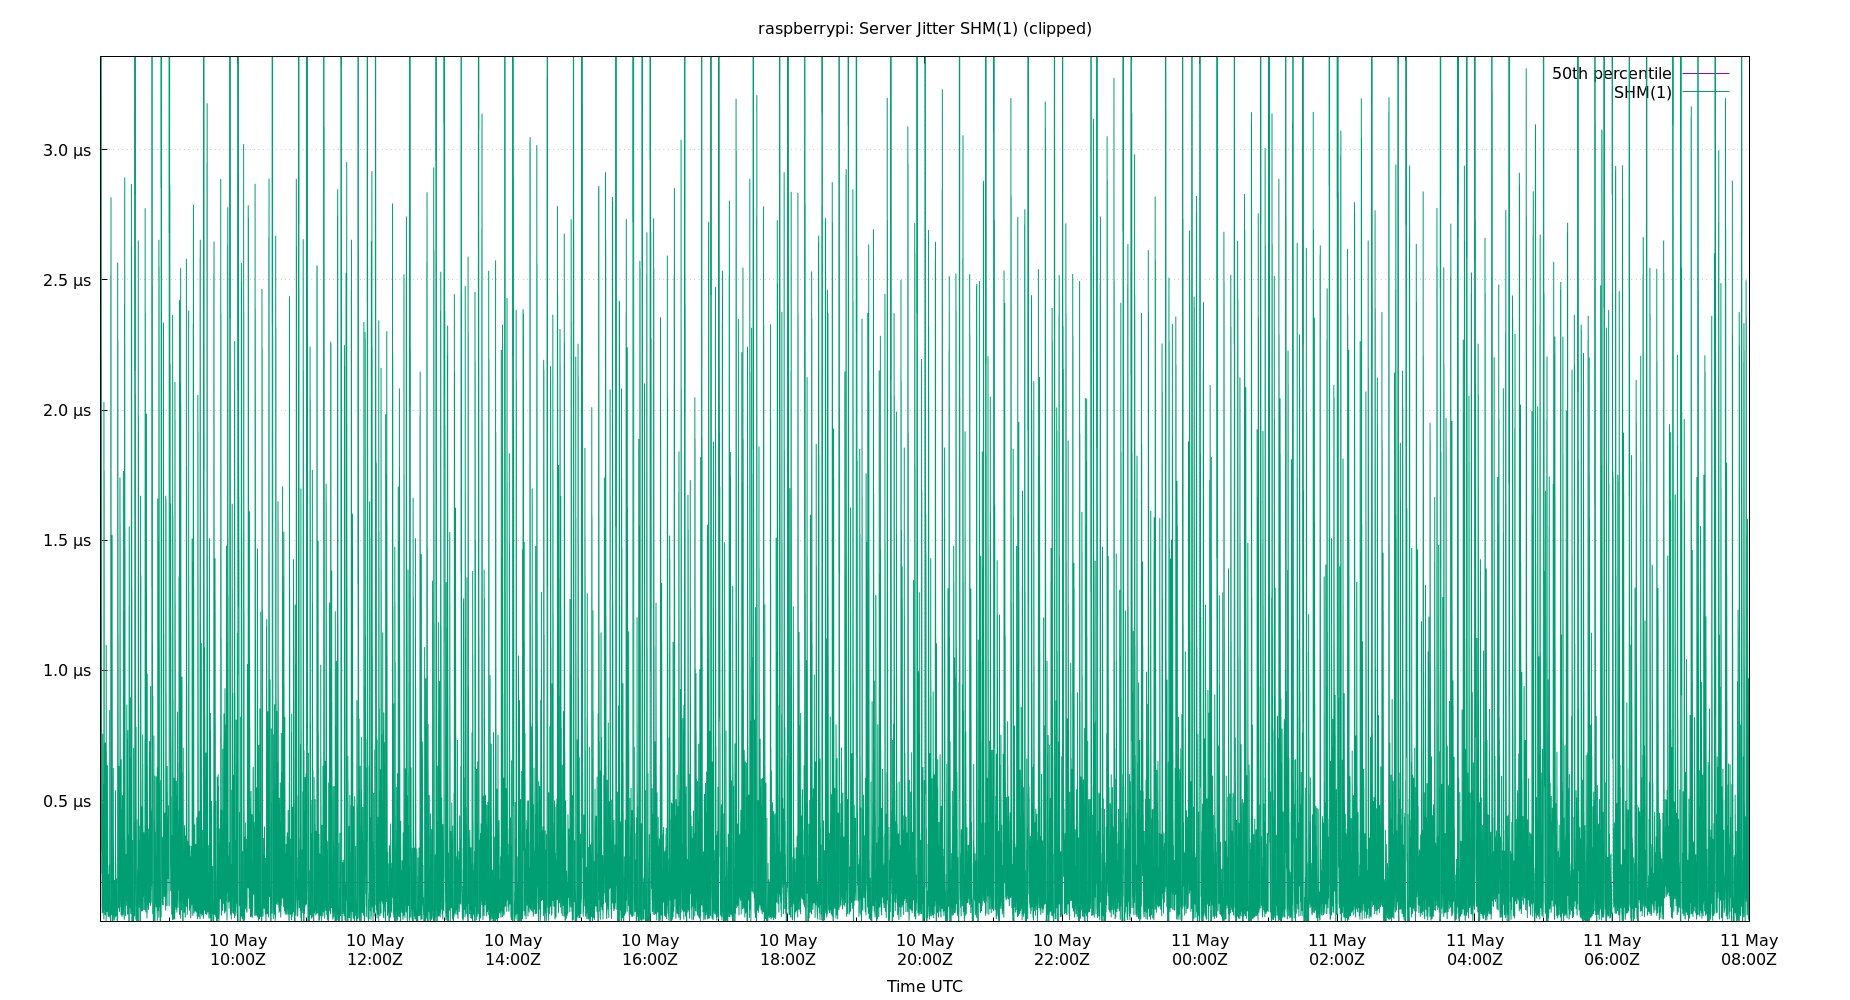 raspberrypi: Server Jitter SHM(1) (clipped)
50th percentile
SHM(1)
3.0 µs
2.5 µs
2.0 µs
1.5 µs
1.0 µs
0.5 µs
10 May 10 May 10 May 10 May 10 May 10 May 10 May 11 May 11 May 11 May 11 May 11 May
10:00Z 12:00Z 14:00Z 16:00Z 18:00Z 20:00Z 22:00Z 00:00Z 02:00Z 04:00Z 06:00Z 08:00Z
Time UTC